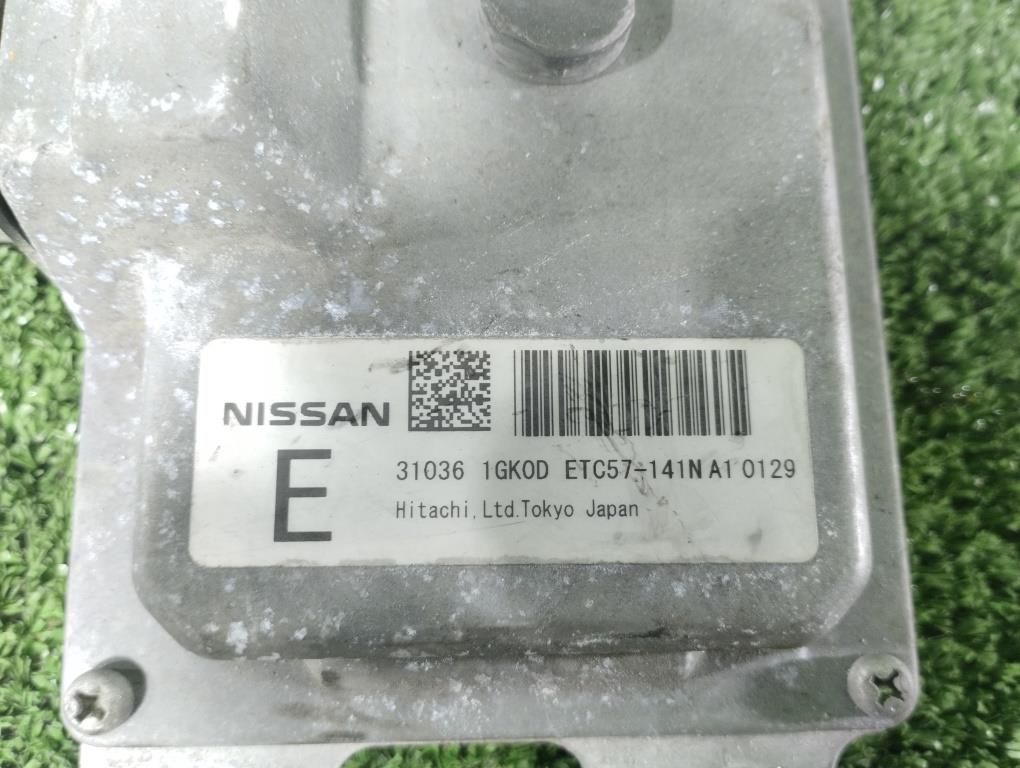 NISSAN
E
31036 1GK0D ETC57-141N A1 0129
Hitachi,Ltd.Tokyo Japan